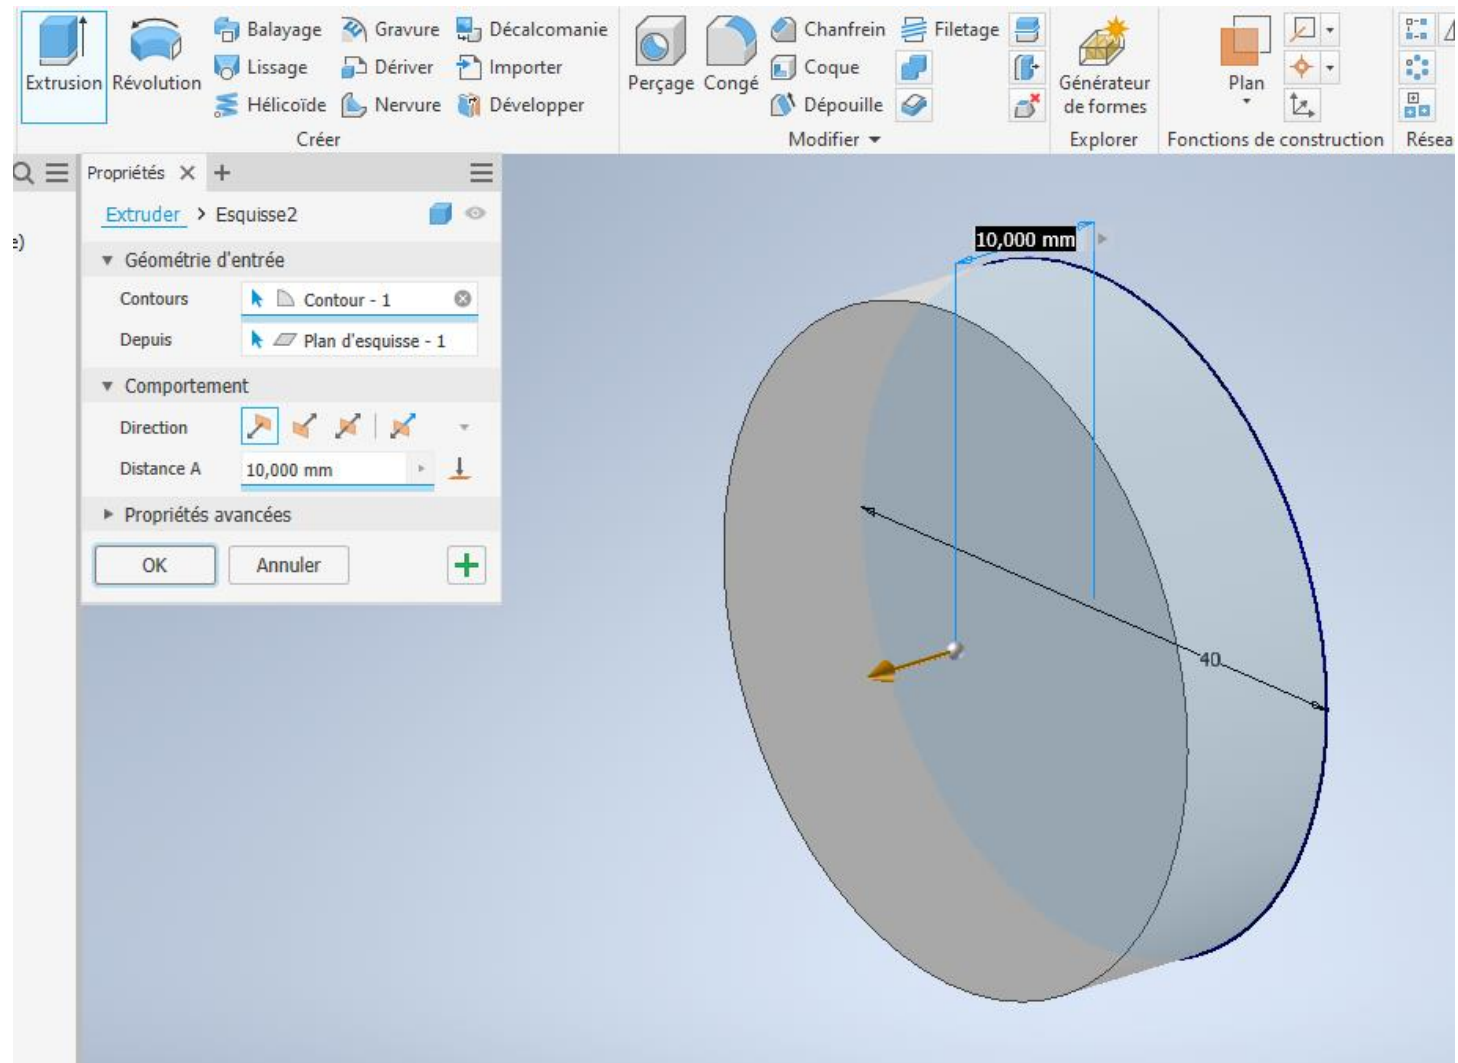 Balayage Gravure Décalcomanie
Chanfrein Filetage
Extrusion Révolution Lissage Dériver Importer
Perçage Congé Coque
Générateur de formes Plan
Hélicoïde Nervure Développer
Dépouille
Créer Modifier Explorer Fonctions de construction Résea
e)
Propriétés
Extruder > Esquisse2
Géométrie d'entrée
Contours Contour - 1
Depuis Plan d'esquisse - 1
Comportement
Direction
Distance A 10,000 mm
Propriétés avancées
OK Annuler
10,000 mm
40